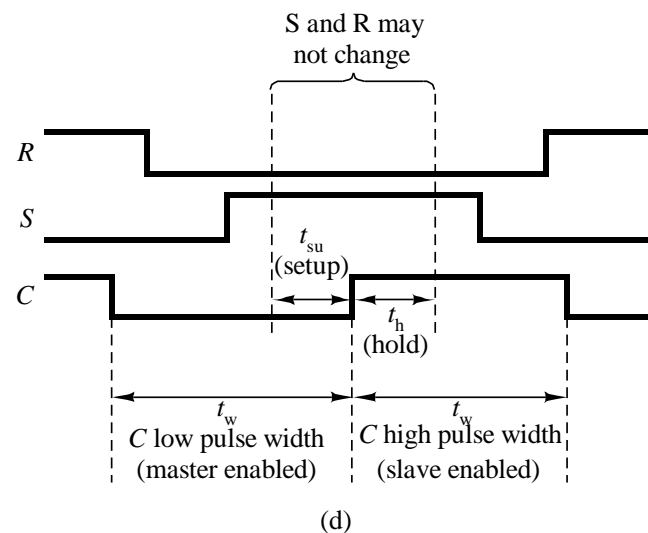 S and R may
not change
R
S
t_su
(setup)
C
t_h
(hold)
t_w
C low pulse width
(master enabled)
t_w
C high pulse width
(slave enabled)
(d)